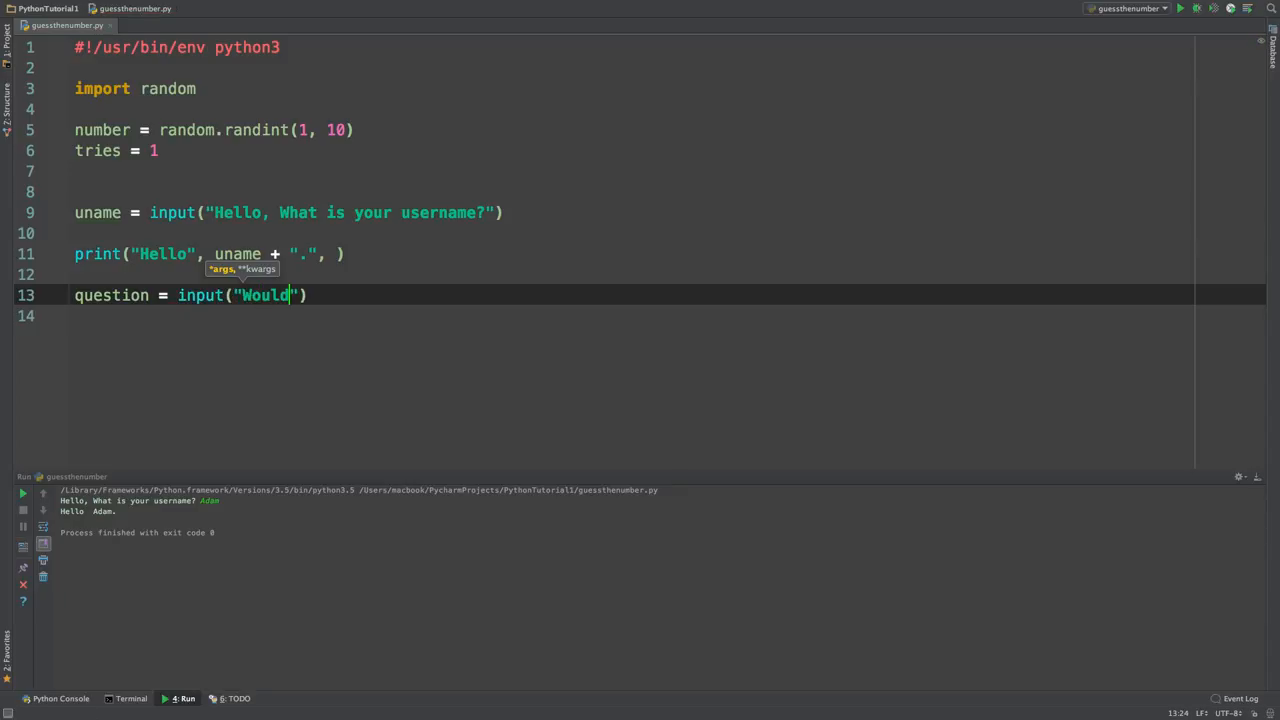 PythonTutorial1 guessthenumber.py guessthenumber
guessthenumber.py
1 #!/usr/bin/env python3
2
3 import random
4
5 number = random.randint(1, 10)
6 tries = 1
7
8
9 uname = input("Hello, What is your username?")
10
11 print("Hello", uname + ".", )
*args, **kwargs
12
13 question = input("Would")
14
1: Project
7: Structure
2: Favorites
Database
Run guessthenumber
/Library/Frameworks/Python.framework/Versions/3.5/bin/python3.5 /Users/macbook/PycharmProjects/PythonTutorial1/guessthenumber.py
Hello, What is your username? Adam
Hello  Adam.
Process finished with exit code 0
Python Console Terminal 4: Run 6: TODO Event Log
13:24 LF÷ UTF-8÷